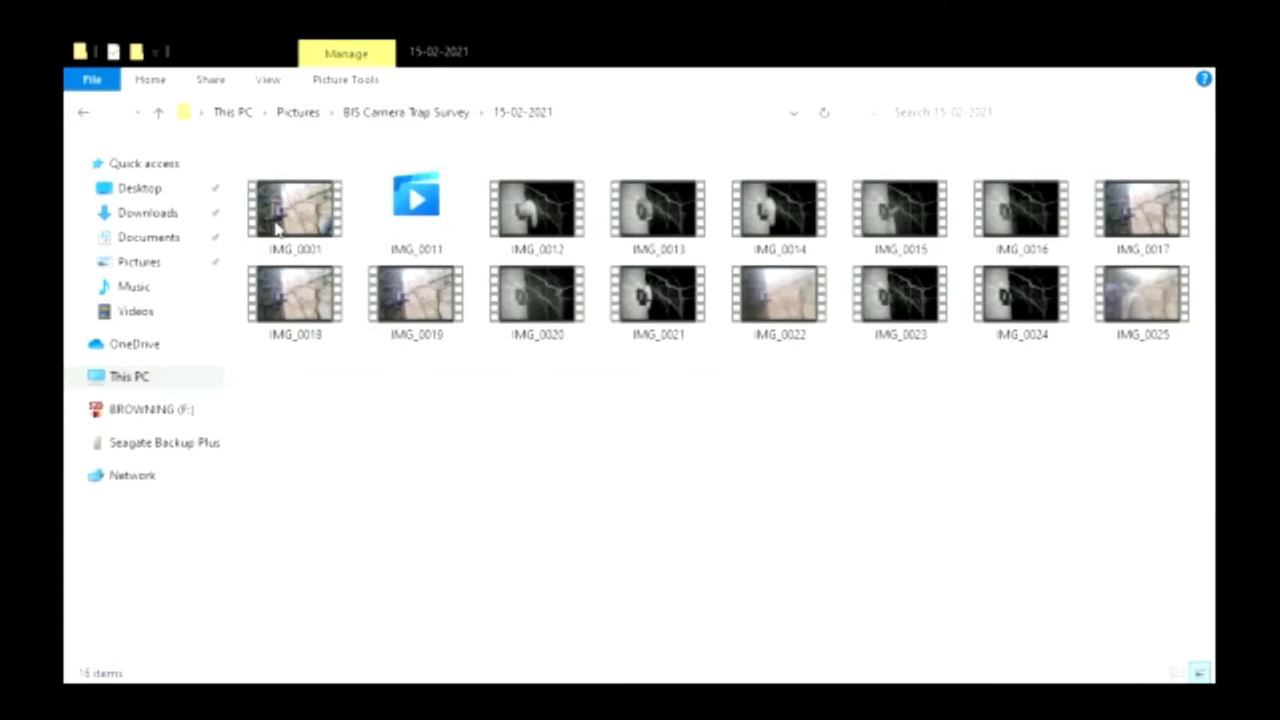 Manage 15-02-2021
File Home Share View Picture Tools
This PC › Pictures › BIS Camera Trap Survey › 15-02-2021 Search 15-02-2021
Quick access
Desktop
Downloads
Documents
Pictures
Music
Videos
OneDrive
This PC
BROWNING (F:)
Seagate Backup Plus
Network
IMG_0001 IMG_0011 IMG_0012 IMG_0013 IMG_0014 IMG_0015 IMG_0016 IMG_0017
IMG_0018 IMG_0019 IMG_0020 IMG_0021 IMG_0022 IMG_0023 IMG_0024 IMG_0025
16 items